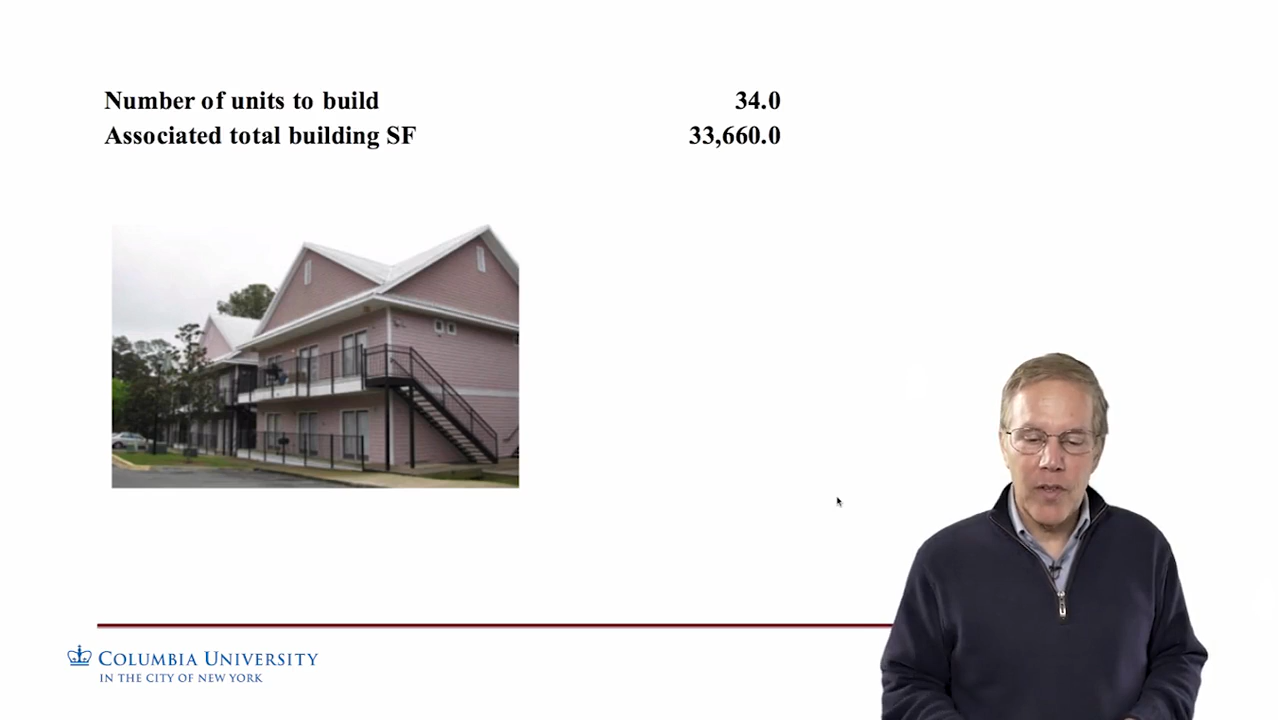 Number of units to build 34.0
Associated total building SF 33,660.0
COLUMBIA UNIVERSITY
IN THE CITY OF NEW YORK